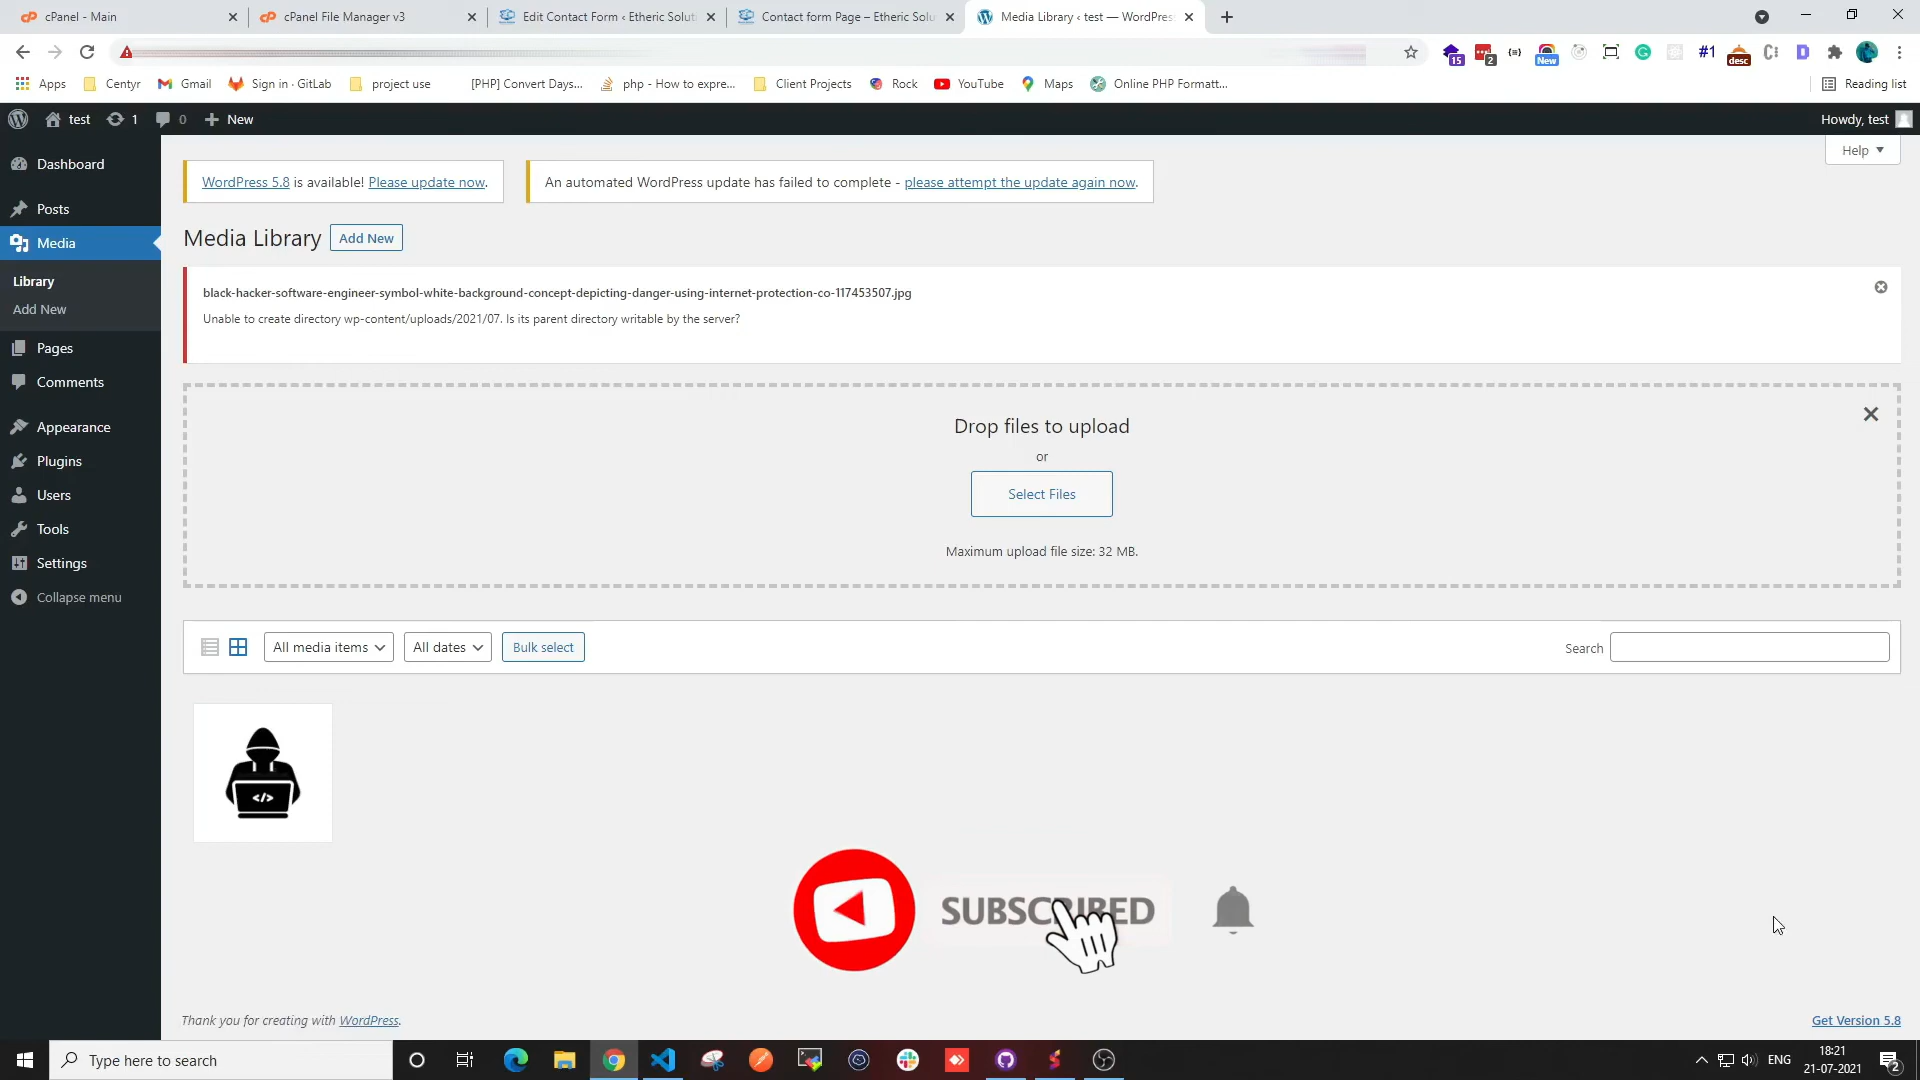 cPanel - Main
cPanel File Manager v3
Edit Contact Form ‹ Etheric Soluti
Contact form Page – Etheric Solu
Media Library ‹ test — WordPres
15
2
New
#1
desc
Apps
Centyr
Gmail
Sign in · GitLab
project use
[PHP] Convert Days...
php - How to expre...
Client Projects
Rock
YouTube
Maps
Online PHP Formatt...
Reading list
test
1
0
New
Howdy, test
Help
Dashboard
Posts
Media
Library
Add New
Pages
Comments
Appearance
Plugins
Users
Tools
Settings
Collapse menu
WordPress 5.8 is available! Please update now.
An automated WordPress update has failed to complete - please attempt the update again now.
Media Library
Add New
black-hacker-software-engineer-symbol-white-background-concept-depicting-danger-using-internet-protection-co-117453507.jpg
Unable to create directory wp-content/uploads/2021/07. Is its parent directory writable by the server?
Drop files to upload
or
Select Files
Maximum upload file size: 32 MB.
All media items
All dates
Bulk select
Search
</>
SUBSCRIBED
Thank you for creating with WordPress.
Get Version 5.8
Type here to search
ENG
18:21
21-07-2021
2